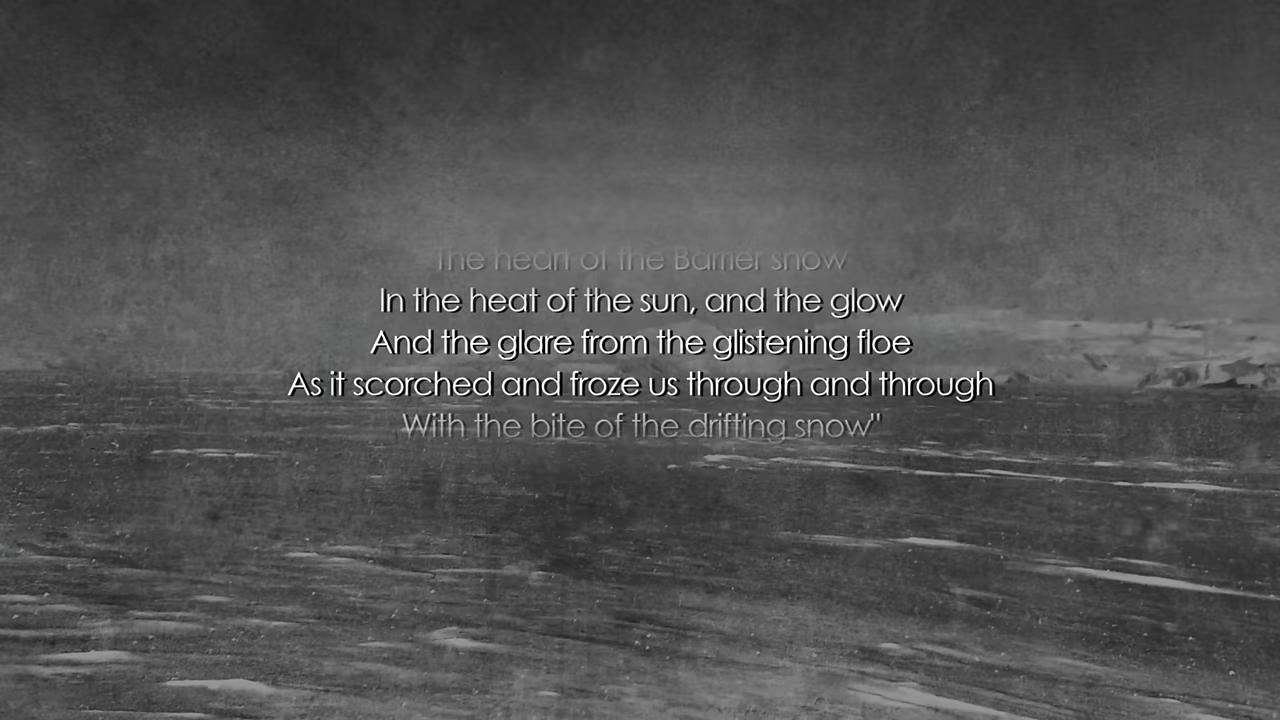 The heart of the Barrier snow
In the heat of the sun, and the glow
And the glare from the glistening floe
As it scorched and froze us through and through
With the bite of the drifting snow"